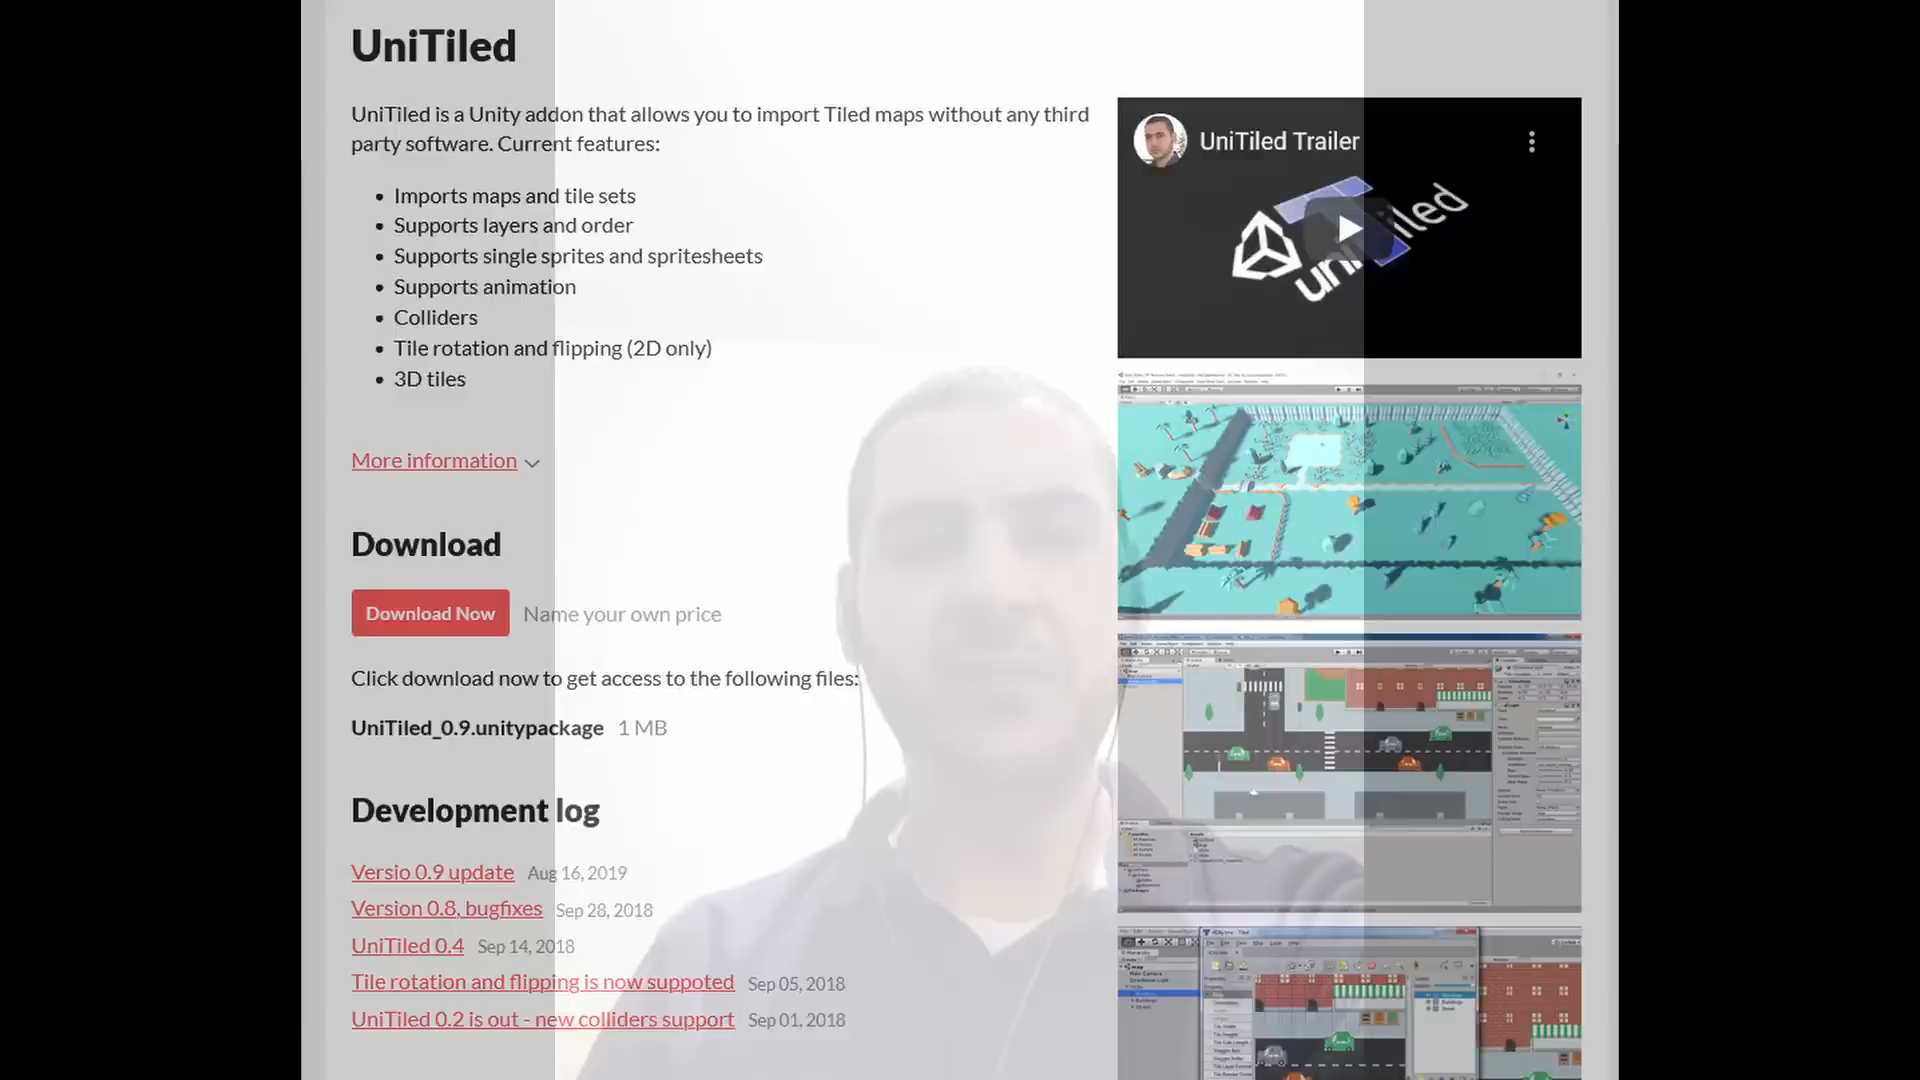 UniTiled
UniTiled is a Unity addon that allows you to import Tiled maps without any third
party software. Current features:
Imports maps and tile sets
Supports layers and order
Supports single sprites and spritesheets
Supports animation
Colliders
Tile rotation and flipping (2D only)
3D tiles
More information
Download
Download Now
Name your own price
Click download now to get access to the following files:
UniTiled_0.9.unitypackage 1 MB
Development log
Versio 0.9 update Aug 16, 2019
Version 0.8, bugfixes Sep 28, 2018
UniTiled 0.4 Sep 14, 2018
Tile rotation and flipping is now suppoted Sep 05, 2018
UniTiled 0.2 is out - new colliders support Sep 01, 2018
UniTiled Trailer